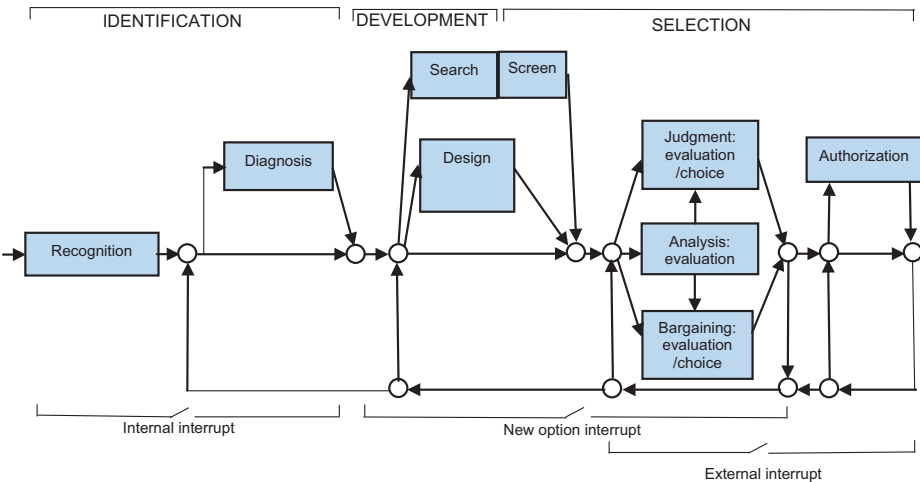 IDENTIFICATION
DEVELOPMENT
SELECTION
Search
Screen
Diagnosis
Design
Judgment:
evaluation
/choice
Authorization
Recognition
Analysis:
evaluation
Bargaining:
evaluation
/choice
Internal interrupt
New option interrupt
External interrupt